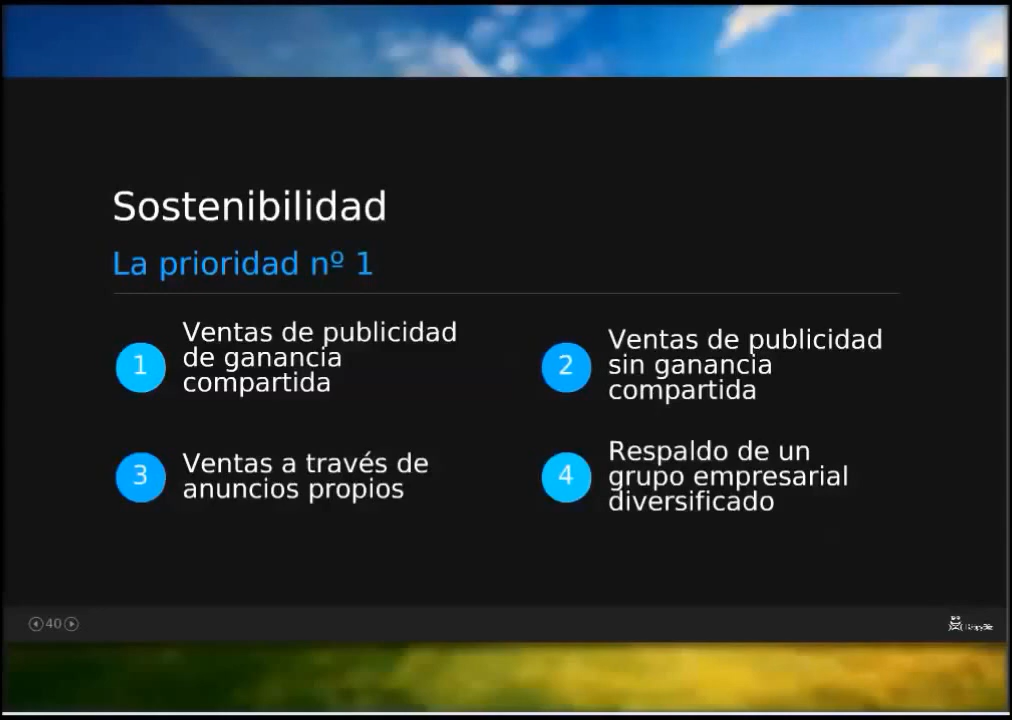 Sostenibilidad
La prioridad nº 1
1
Ventas de publicidad
de ganancia
compartida
2
Ventas de publicidad
sin ganancia
compartida
3
Ventas a través de
anuncios propios
4
Respaldo de un
grupo empresarial
diversificado
40